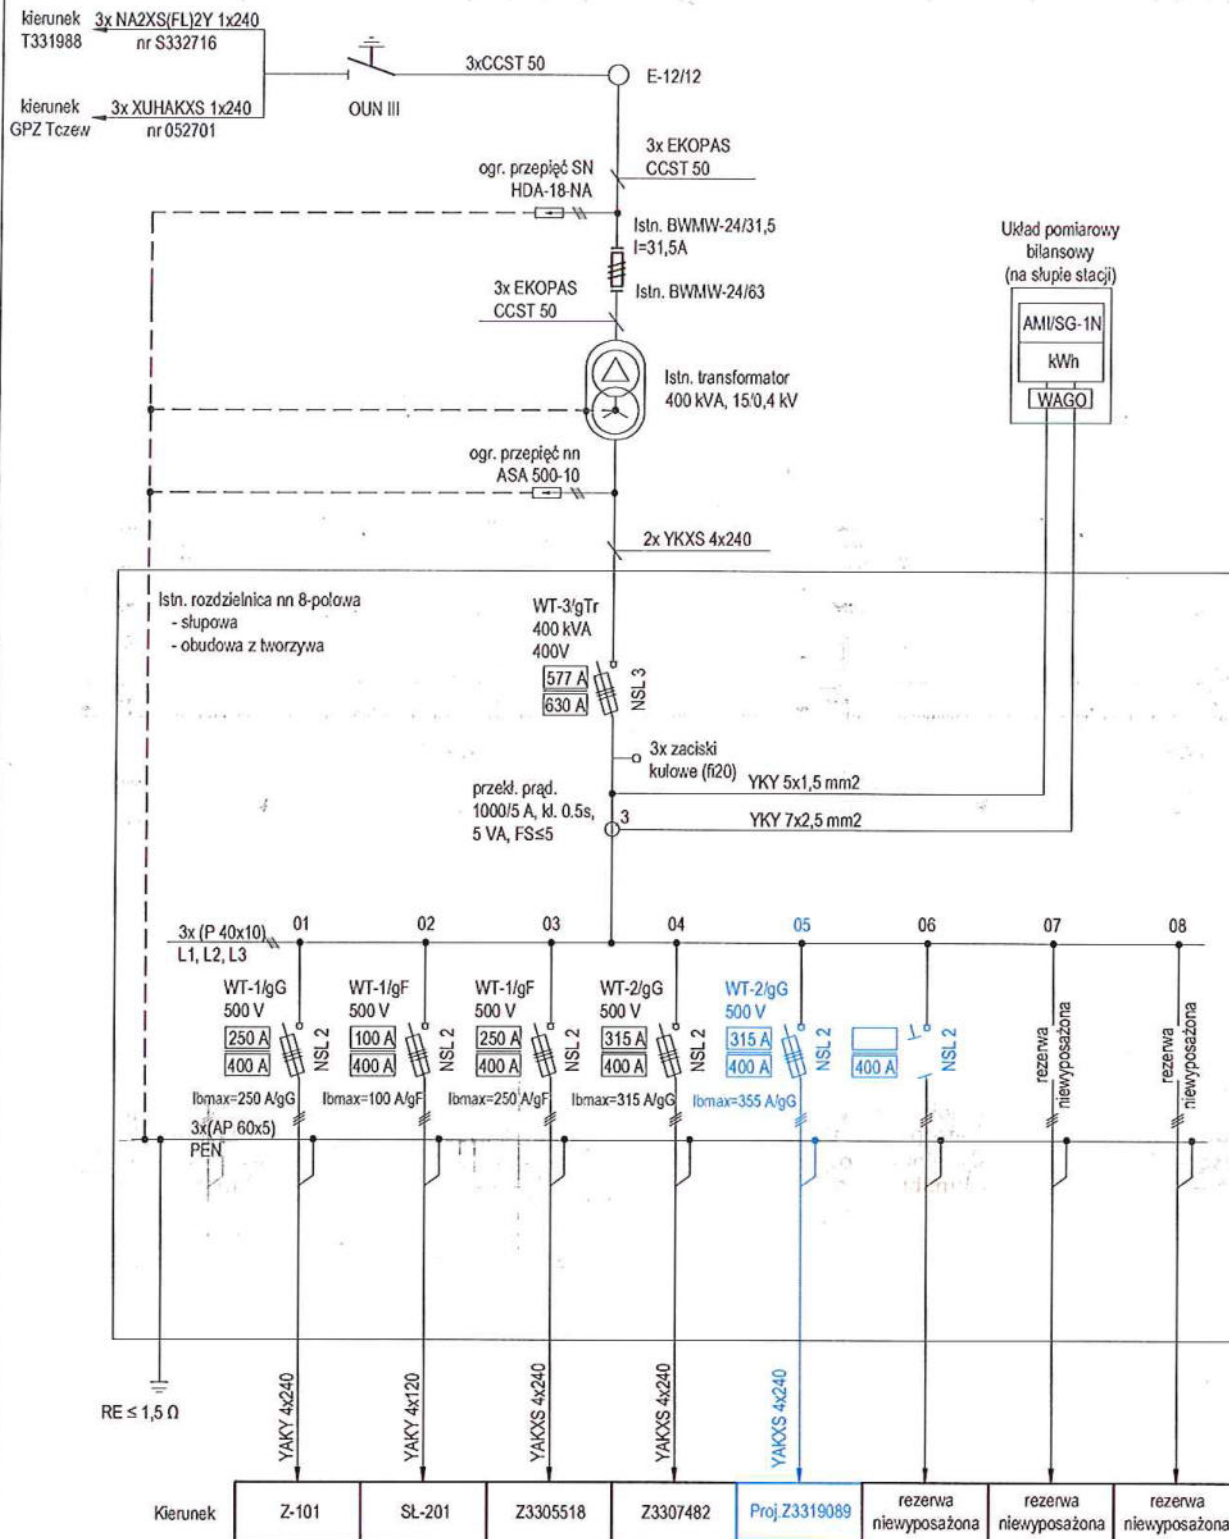 kierunek
T331988
3x NA2XS(FL)2Y 1x240
nr S332716
kierunek
GPZ Tczew
3x XUHAKXS 1x240
nr 052701
OUN III
3xCCST 50
E-12/12
3x EKOPAS
CCST 50
ogr. przepięć SN
HDA-18-NA
Istn. BWMW-24/31,5
I=31,5A
Istn. BWMW-24/63
3x EKOPAS
CCST 50
Istn. transformator
400 kVA, 15/0,4 kV
Układ pomiarowy
bilansowy
(na słupie stacji)
AMI/SG-1N
kWh
WAGO
ogr. przepięć nn
ASA 500-10
2x YKXS 4x240
Istn. rozdzielnica nn 8-polowa
- słupowa
- obudowa z tworzywa
WT-3/gTr
400 kVA
400V
577 A
630 A
NSL 3
3x zaciski
kulowe (fi20)
przekł. prąd.
1000/5 A, kl. 0.5s,
5 VA, FS≤5
3
YKY 5x1,5 mm2
YKY 7x2,5 mm2
3x (P 40x10)
L1, L2, L3
01
02
03
04
05
06
07
08
WT-1/gG
500 V
250 A
400 A
NSL 2
Ibmax=250 A/gG
WT-1/gF
500 V
100 A
400 A
NSL 2
Ibmax=100 A/gF
WT-1/gF
500 V
250 A
400 A
NSL 2
Ibmax=250 A/gF
WT-2/gG
500 V
315 A
400 A
NSL 2
Ibmax=315 A/gG
WT-2/gG
500 V
315 A
400 A
NSL 2
Ibmax=355 A/gG
400 A
NSL 2
rezerwa
niewyposażona
rezerwa
niewyposażona
3x(AP 60x5)
PEN
RE ≤ 1,5 Ω
YAKY 4x240
YAKY 4x120
YAKXS 4x240
YAKXS 4x240
YAKXS 4x240
Kierunek
Z-101
SŁ-201
Z3305518
Z3307482
Proj.Z3319089
rezerwa
niewyposażona
rezerwa
niewyposażona
rezerwa
niewyposażona